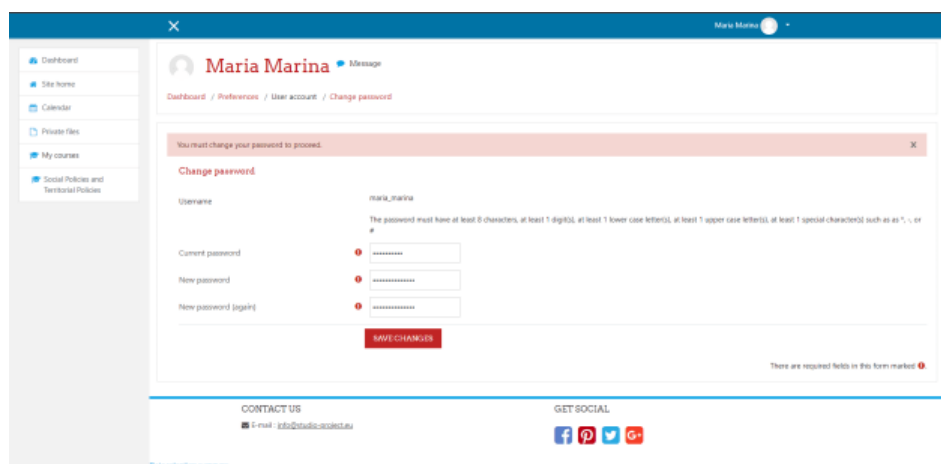 Maria Marina
Dashboard
Site home
Calendar
Private files
My courses
Social Policies and
Territorial Policies
Maria Marina Message
Dashboard / Preferences / User account / Change password
You must change your password to proceed.
Change password
Username
maria_marina
The password must have at least 8 characters, at least 1 digit(s), at least 1 lower case letter(s), at least 1 upper case letter(s), at least 1 special character(s) such as as *, -, or
#
Current password
New password
New password (again)
SAVE CHANGES
There are required fields in this form marked
CONTACT US
E-mail : info@studio-project.eu
GET SOCIAL